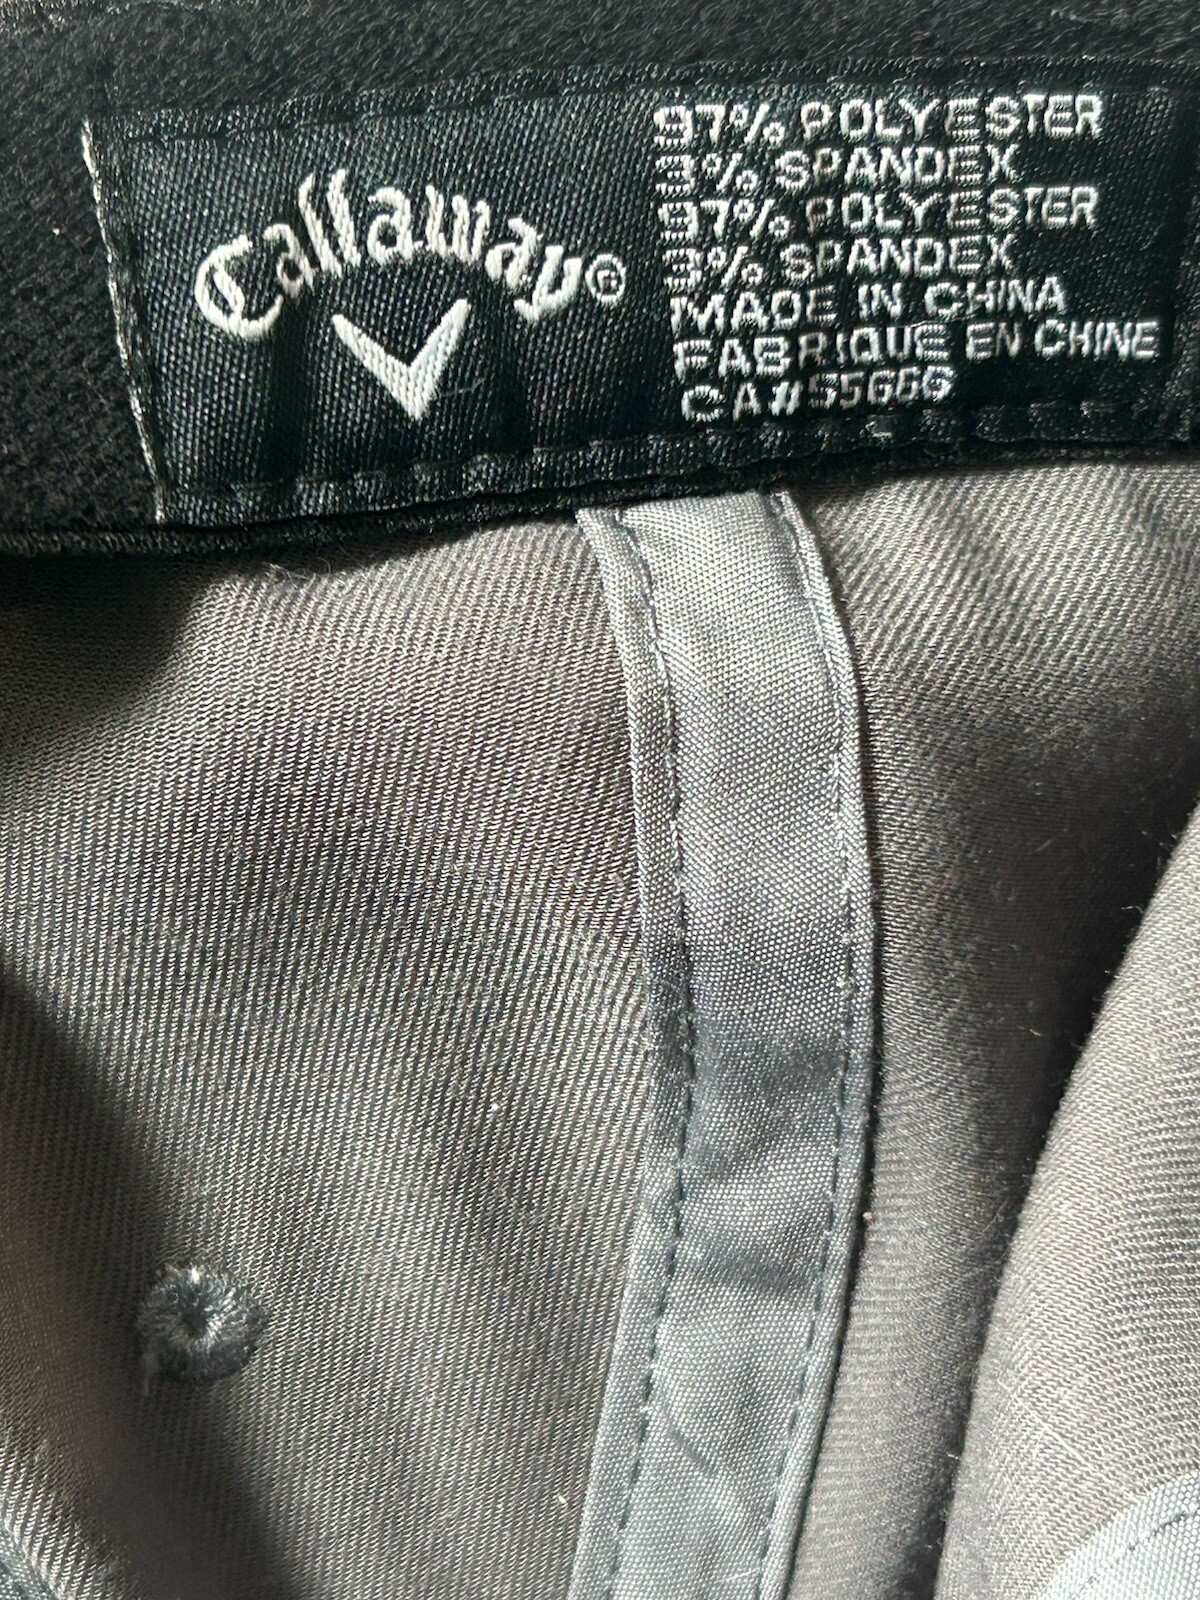 Callaway®
97% POLYESTER
3% SPANDEX
97% POLYESTER
3% SPANDEX
MADE IN CHINA
FABRIQUE EN CHINE
CA#55666